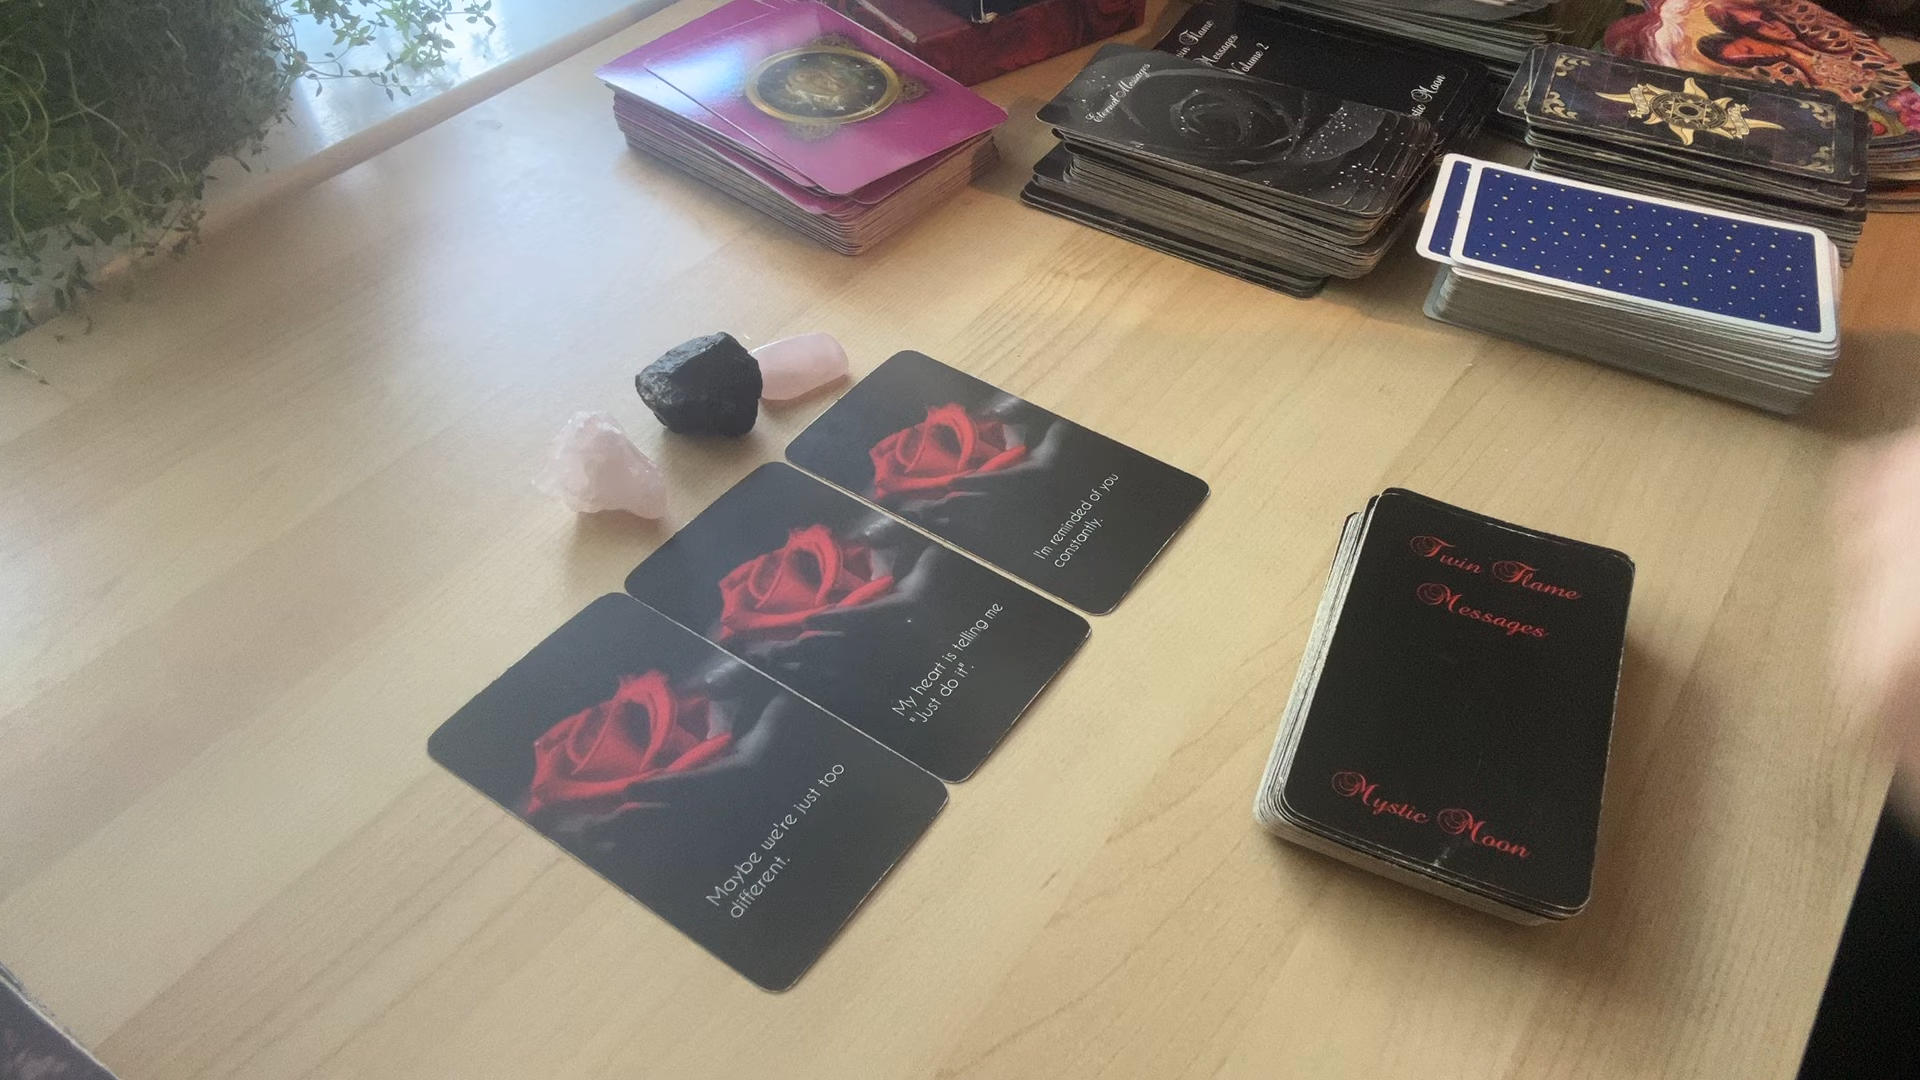 Twin Flame
Messages
Volume 2
Mystic Moon
Eternal Messages
I'm reminded of you
constantly.
My heart is telling me
"Just do it".
Maybe we're just too
different.
Twin Flame
Messages
Mystic Moon